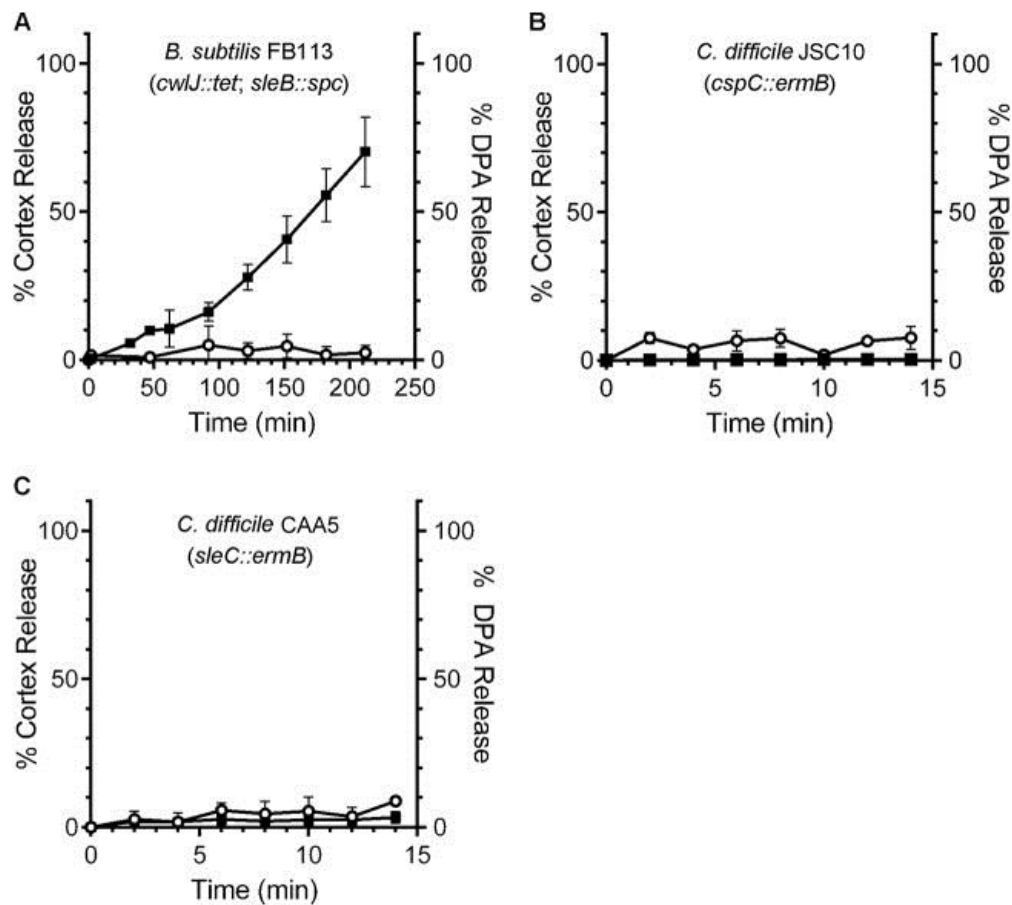 A
B. subtilis FB113
(cwlJ::tet; sleB::spc)
100
50
0
% Cortex Release
100
50
0
% DPA Release
0 50 100 150 200 250
Time (min)
B
C. difficile JSC10
(cspC::ermB)
100
50
0
% Cortex Release
100
50
0
% DPA Release
0 5 10 15
Time (min)
C
C. difficile CAA5
(sleC::ermB)
100
50
0
% Cortex Release
100
50
0
% DPA Release
0 5 10 15
Time (min)